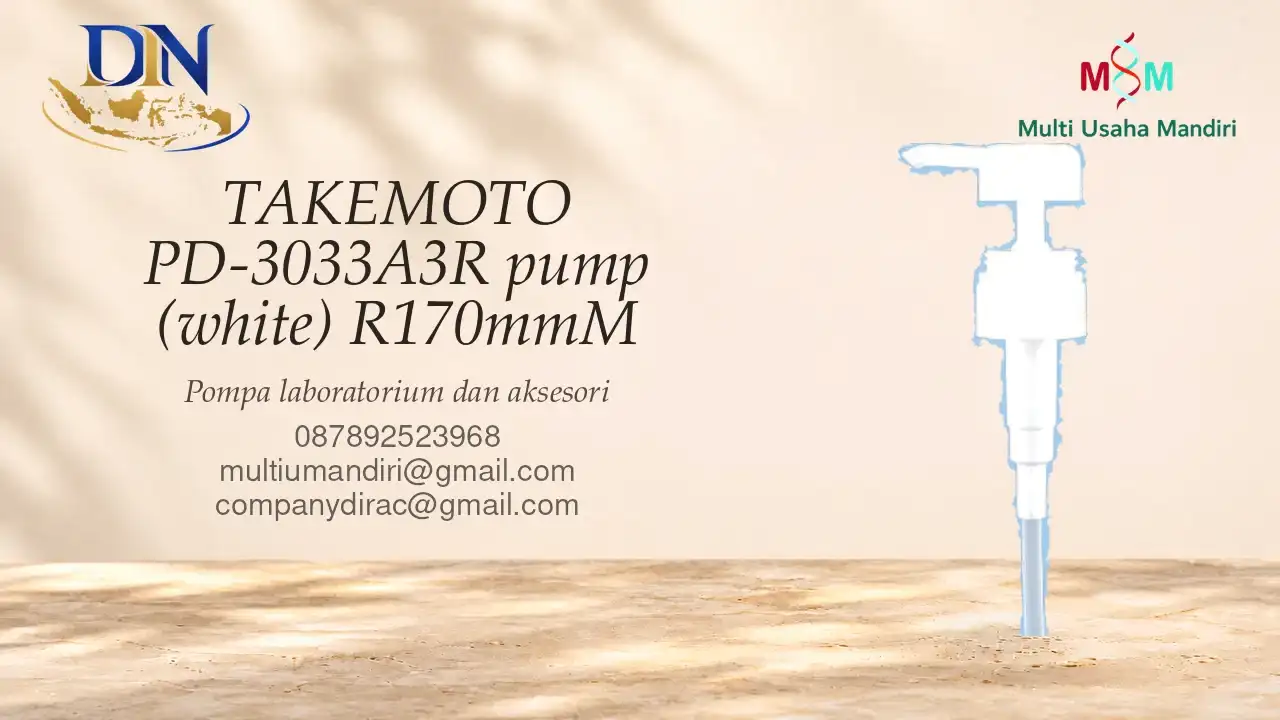 DN
M M
Multi Usaha Mandiri
TAKEMOTO
PD-3033A3R pump
(white) R170mmM
Pompa laboratorium dan aksesori
087892523968
multiumandiri@gmail.com
companydirac@gmail.com